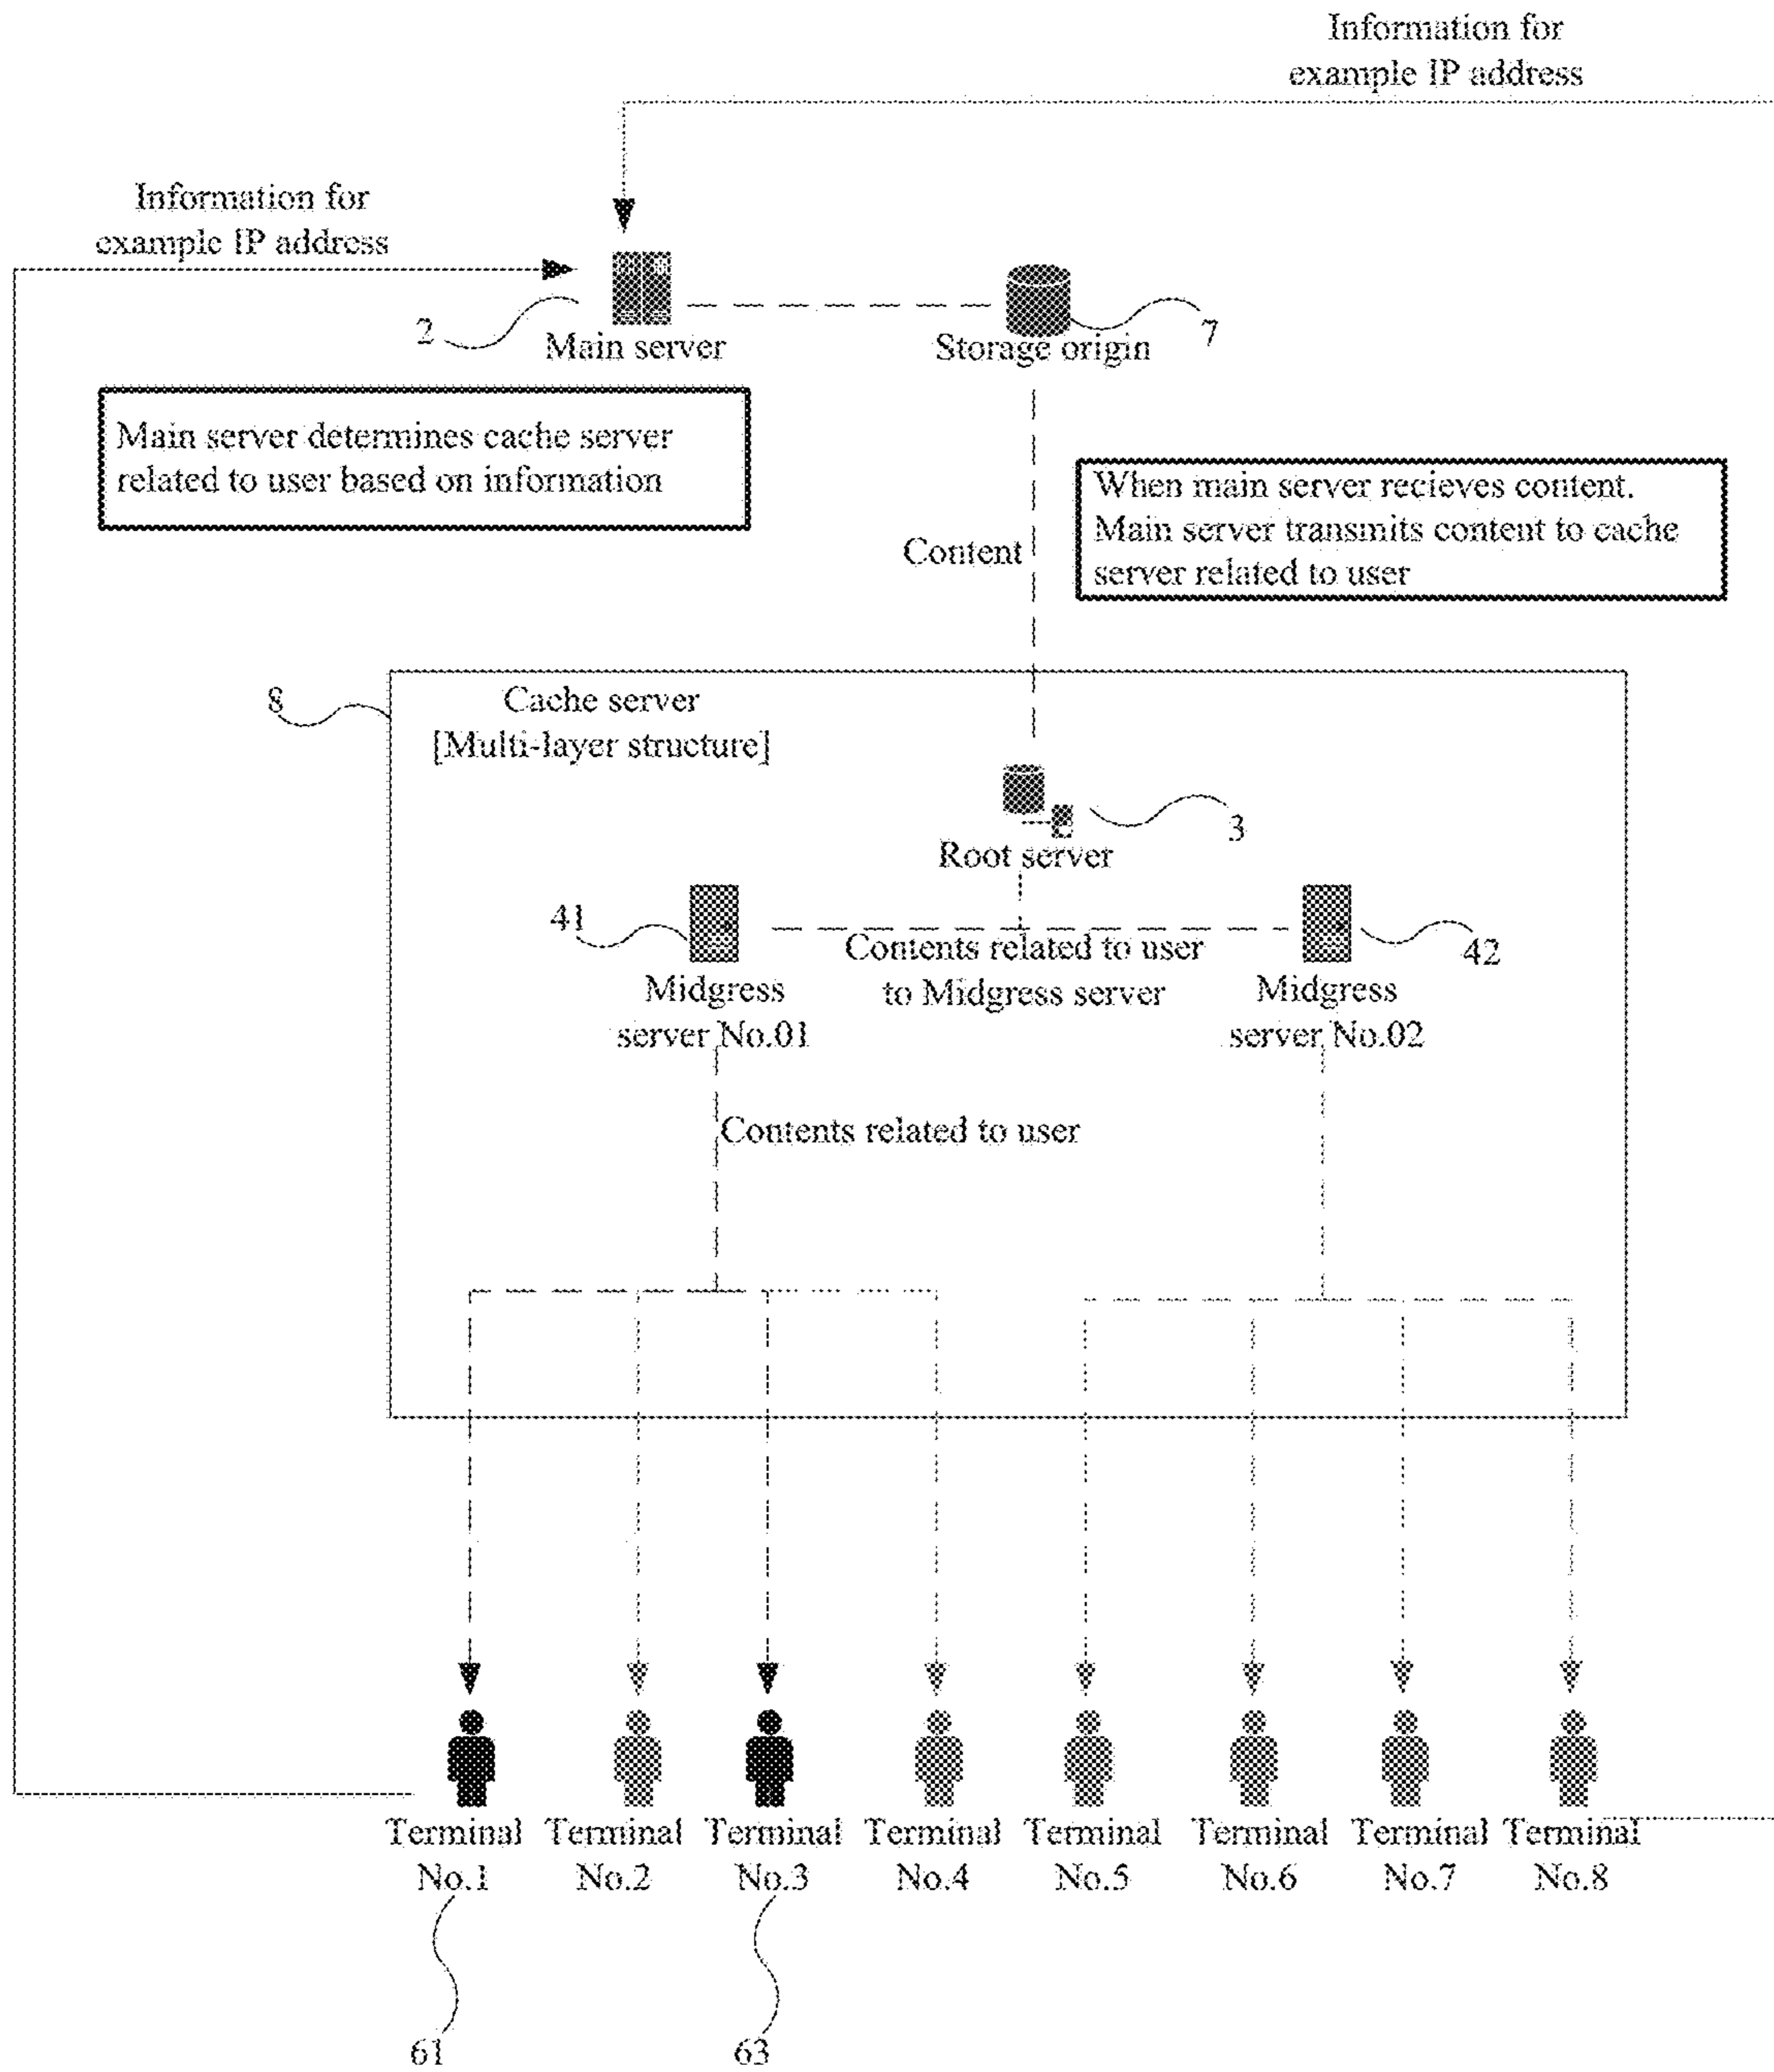 Information for
example IP address
Information for
example IP address
2
Main server
Storage origin
7
Main server determines cache server
related to user based on information
When main server recieves content.
Main server transmits content to cache
server related to user
Content
8
Cache server
[Multi-layer structure]
3
Root server
41
42
Contents related to user
to Midgress server
Midgress
server No.01
Midgress
server No.02
Contents related to user
Terminal
No.1
Terminal
No.2
Terminal
No.3
Terminal
No.4
Terminal
No.5
Terminal
No.6
Terminal
No.7
Terminal
No.8
61
63